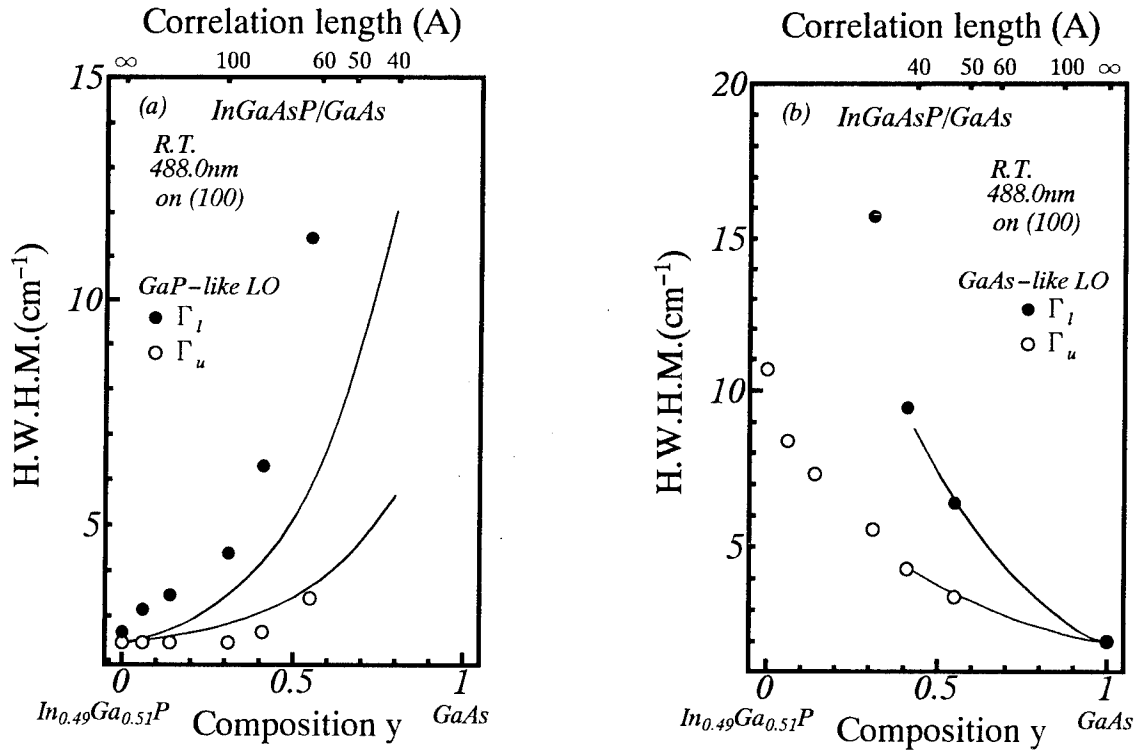 Correlation length (A)
∞ 100 60 50 40
15
(a) InGaAsP/GaAs
R.T.
488.0nm
on (100)
GaP-like LO
● Γl
○ Γu
10
5
H.W.H.M.(cm⁻¹)
0 0.5 1
In0.49Ga0.51P Composition y GaAs
Correlation length (A)
40 50 60 100 ∞
20
(b) InGaAsP/GaAs
R.T.
488.0nm
on (100)
GaAs-like LO
● Γl
○ Γu
15
10
5
H.W.H.M.(cm⁻¹)
0 0.5 1
In0.49Ga0.51P Composition y GaAs